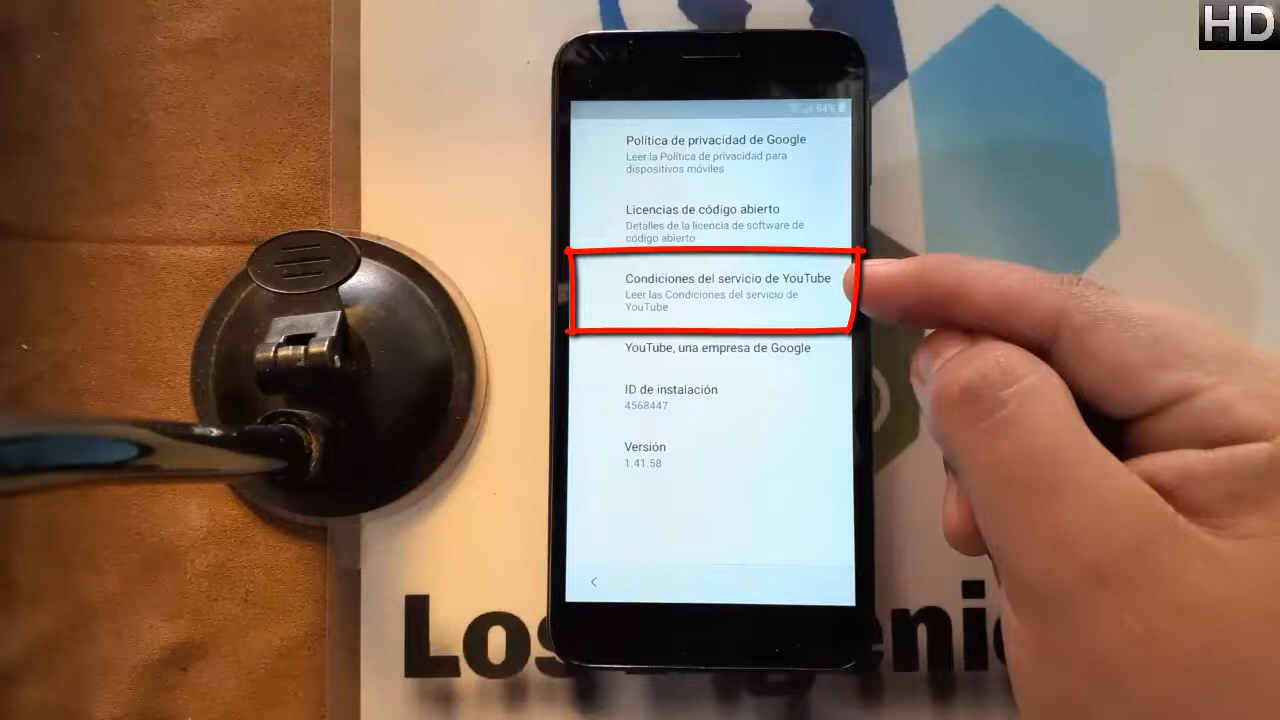 HD
94%
Política de privacidad de Google
Leer la Política de privacidad para
dispositivos móviles
Licencias de código abierto
Detalles de la licencia de software de
código abierto
Condiciones del servicio de YouTube
Leer las Condiciones del servicio de
YouTube
YouTube, una empresa de Google
ID de instalación
4568447
Versión
1.41.58
Los